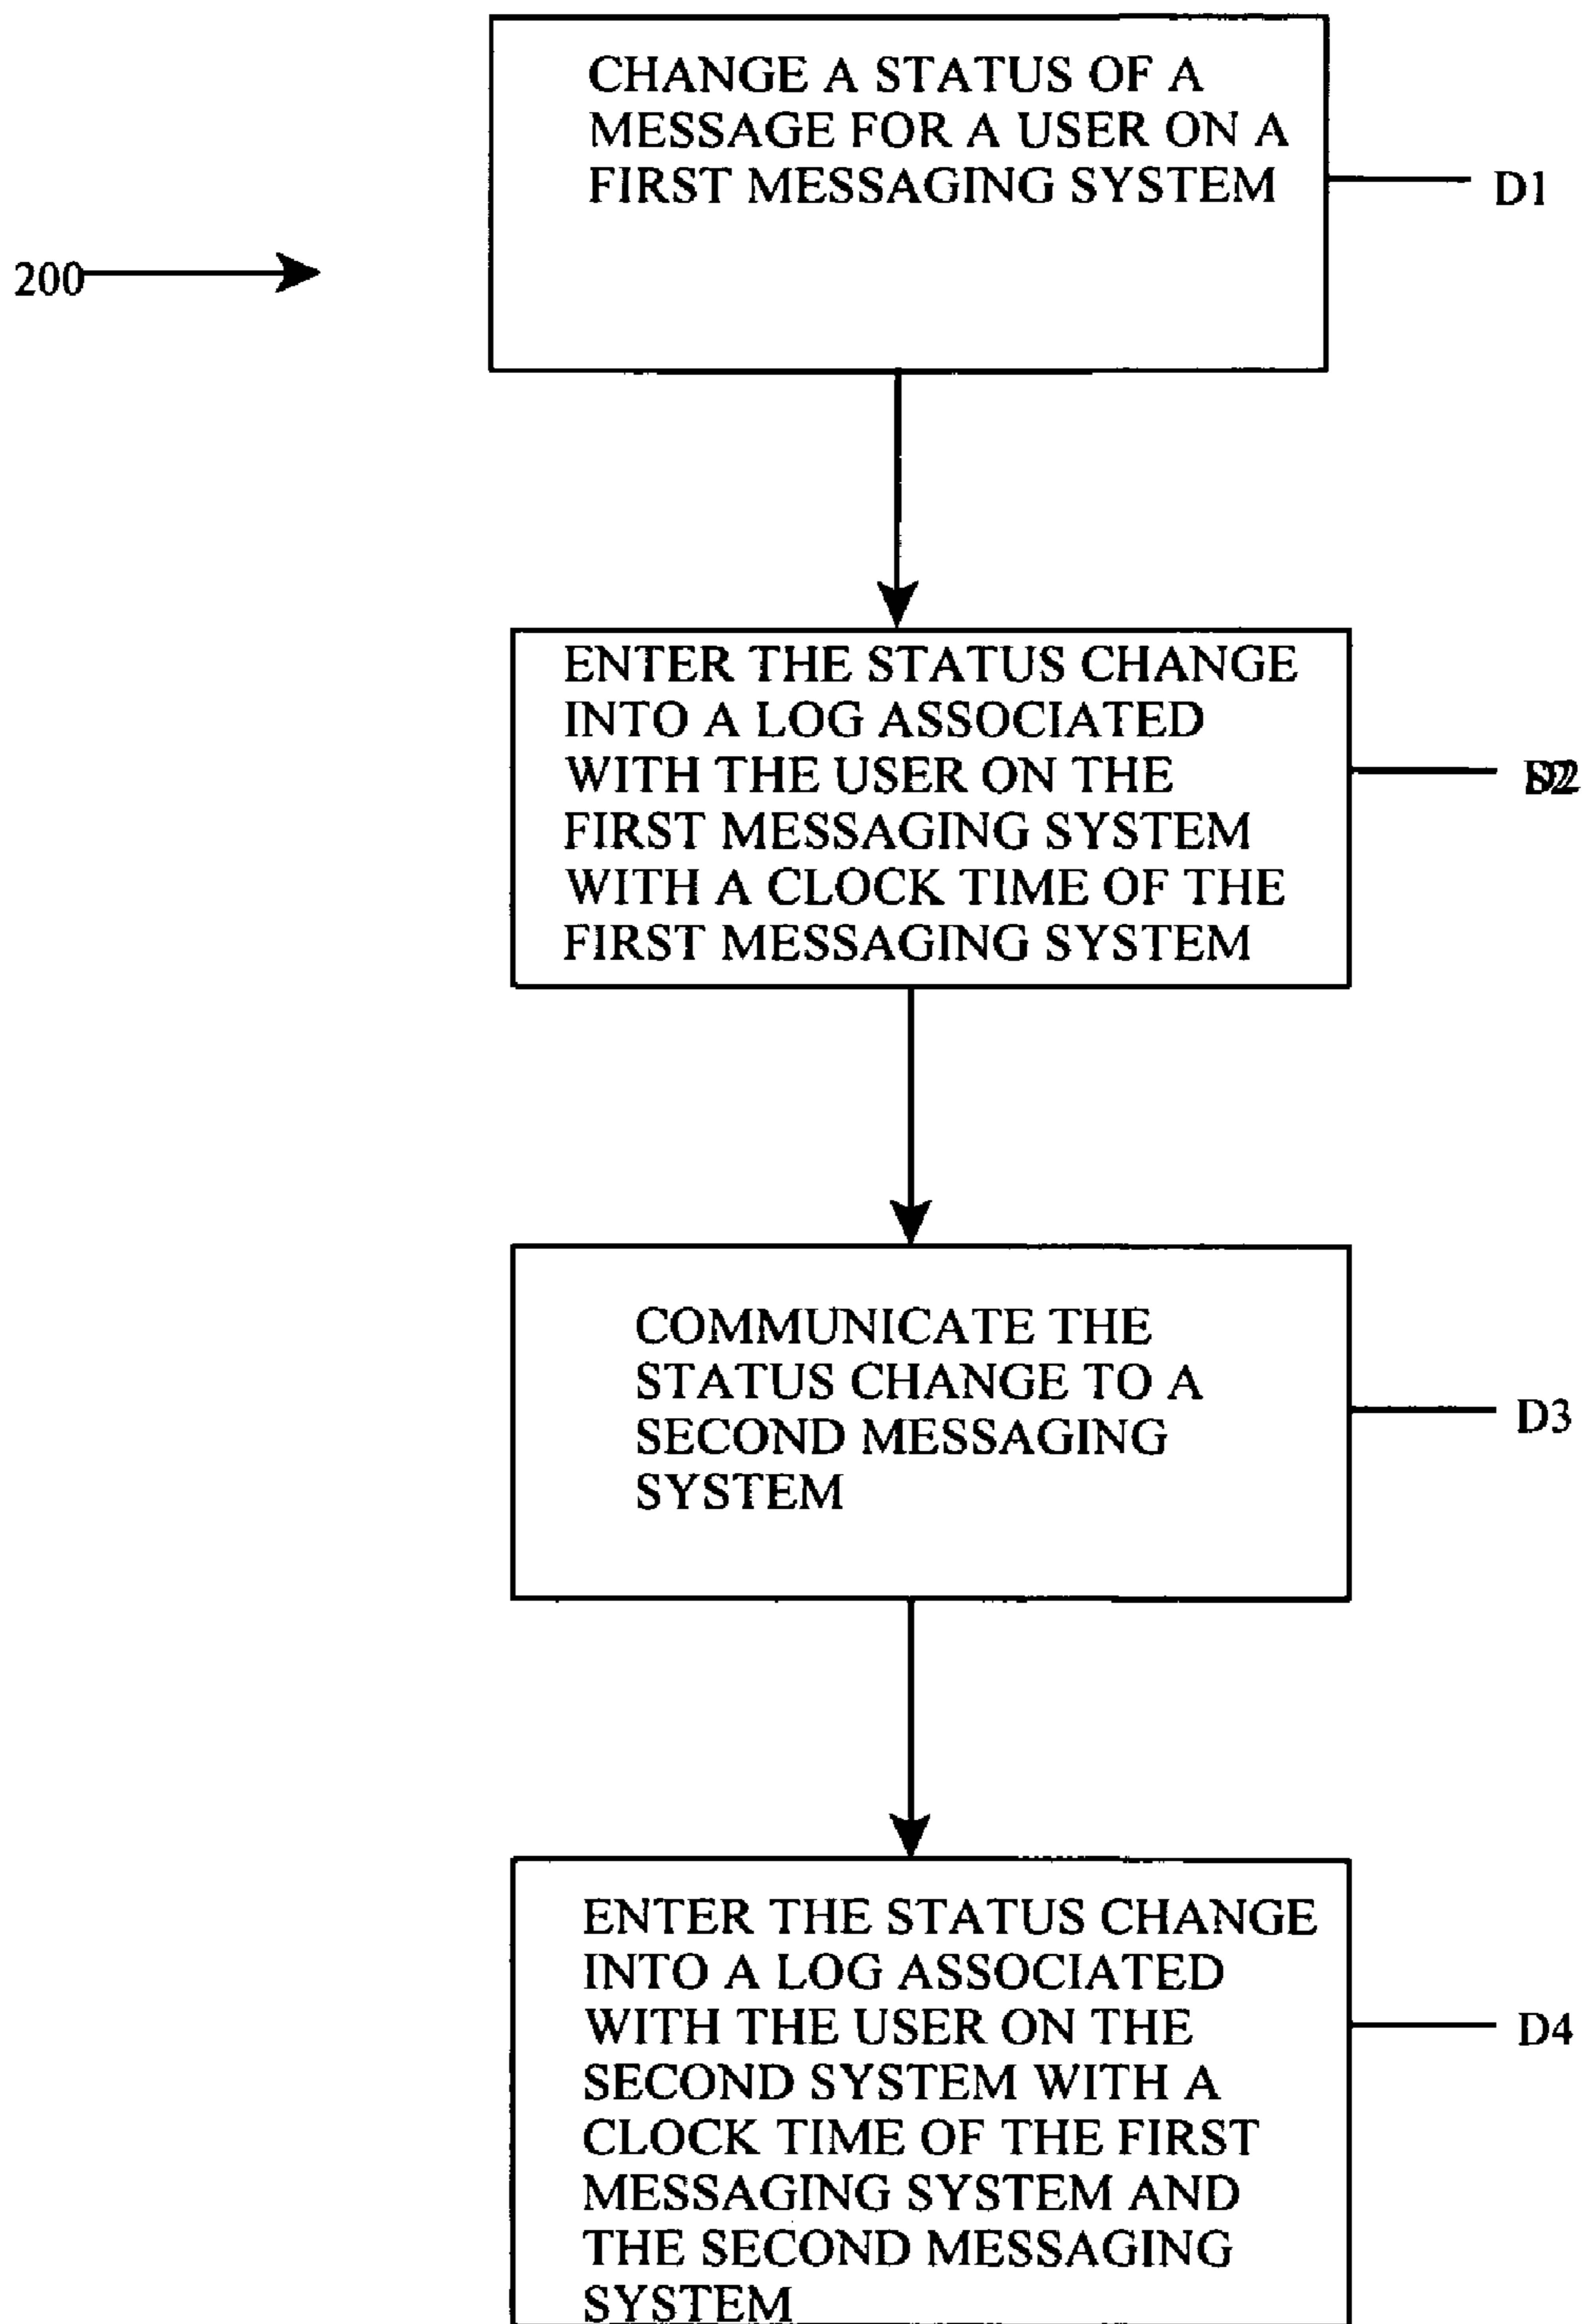 CHANGE A STATUS OF A
MESSAGE FOR A USER ON A
FIRST MESSAGING SYSTEM
D1
200
ENTER THE STATUS CHANGE
INTO A LOG ASSOCIATED
WITH THE USER ON THE
FIRST MESSAGING SYSTEM
WITH A CLOCK TIME OF THE
FIRST MESSAGING SYSTEM
COMMUNICATE THE
STATUS CHANGE TO A
SECOND MESSAGING
SYSTEM
D3
ENTER THE STATUS CHANGE
INTO A LOG ASSOCIATED
WITH THE USER ON THE
SECOND SYSTEM WITH A
CLOCK TIME OF THE FIRST
MESSAGING SYSTEM AND
THE SECOND MESSAGING
SYSTEM
D4